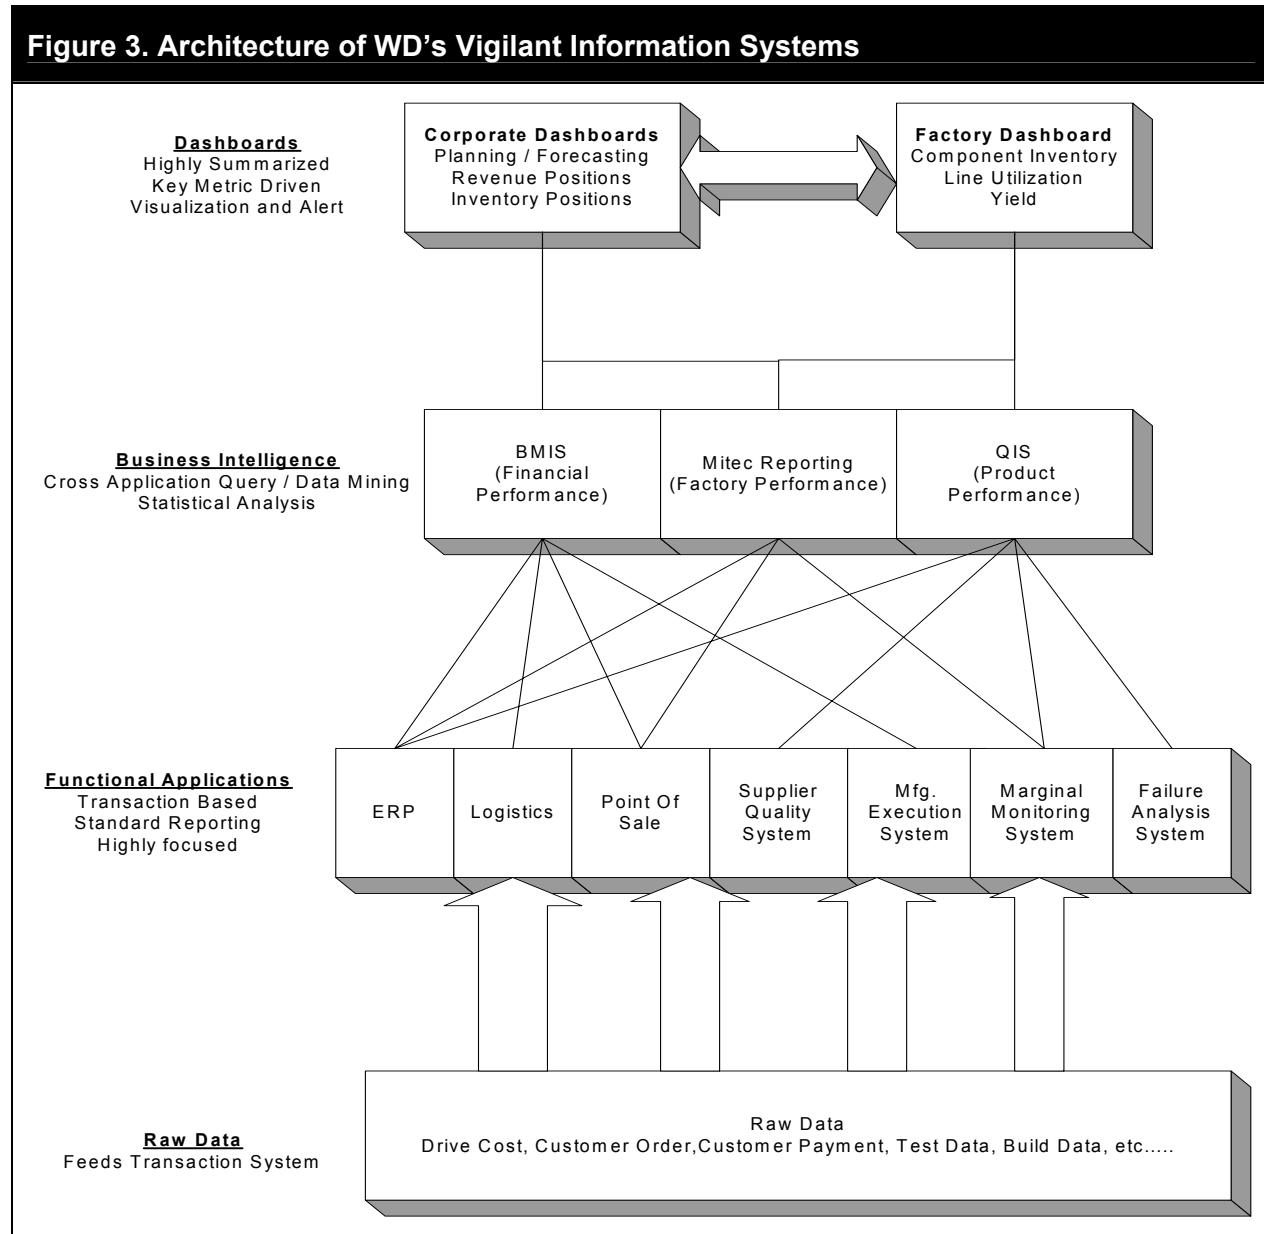 Figure 3. Architecture of WD's Vigilant Information Systems
Dashboards
Highly Summarized
Key Metric Driven
Visualization and Alert
Corporate Dashboards
Planning / Forecasting
Revenue Positions
Inventory Positions
Factory Dashboard
Component Inventory
Line Utilization
Yield
Business Intelligence
Cross Application Query / Data Mining
Statistical Analysis
BMIS
(Financial
Performance)
Mitec Reporting
(Factory Performance)
QIS
(Product
Performance)
Functional Applications
Transaction Based
Standard Reporting
Highly focused
ERP
Logistics
Point Of
Sale
Supplier
Quality
System
Mfg.
Execution
System
Marginal
Monitoring
System
Failure
Analysis
System
Raw Data
Feeds Transaction System
Raw Data
Drive Cost, Customer Order,Customer Payment, Test Data, Build Data, etc.....